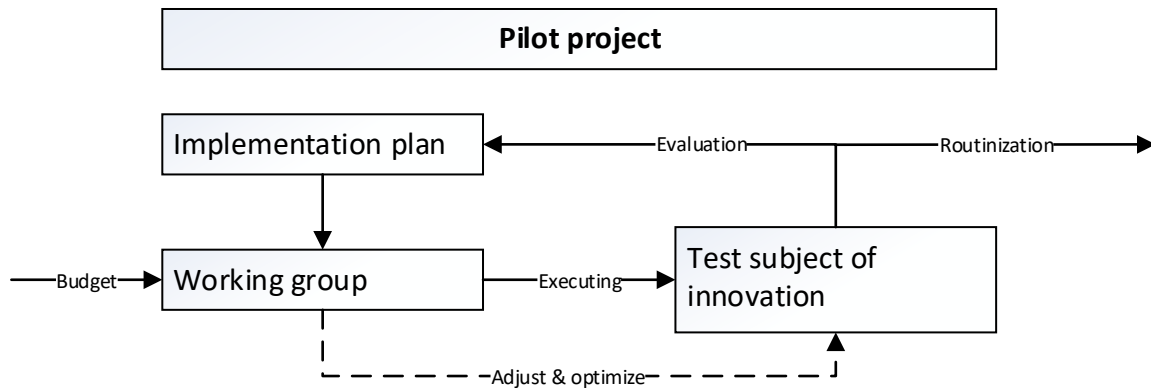 Pilot project
Implementation plan
Evaluation
Routinization
Budget
Working group
Executing
Test subject of
innovation
Adjust & optimize